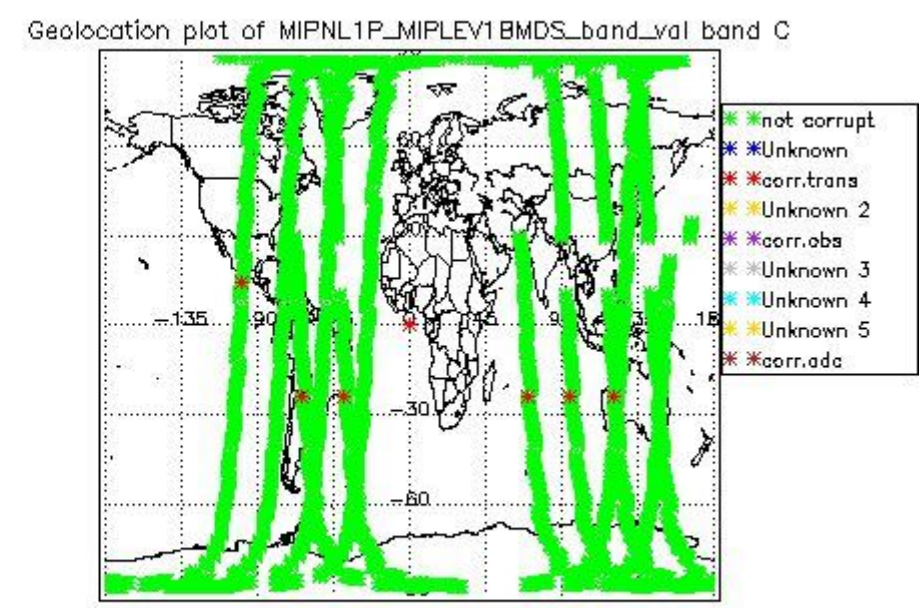 Geolocation plot of MIPNL1P_MIPLEV1BMDS_band_val band C
not corrupt
Unknown
corr.trans
Unknown 2
corr.obs
Unknown 3
Unknown 4
Unknown 5
corr.adc
60
-135
-30
-60